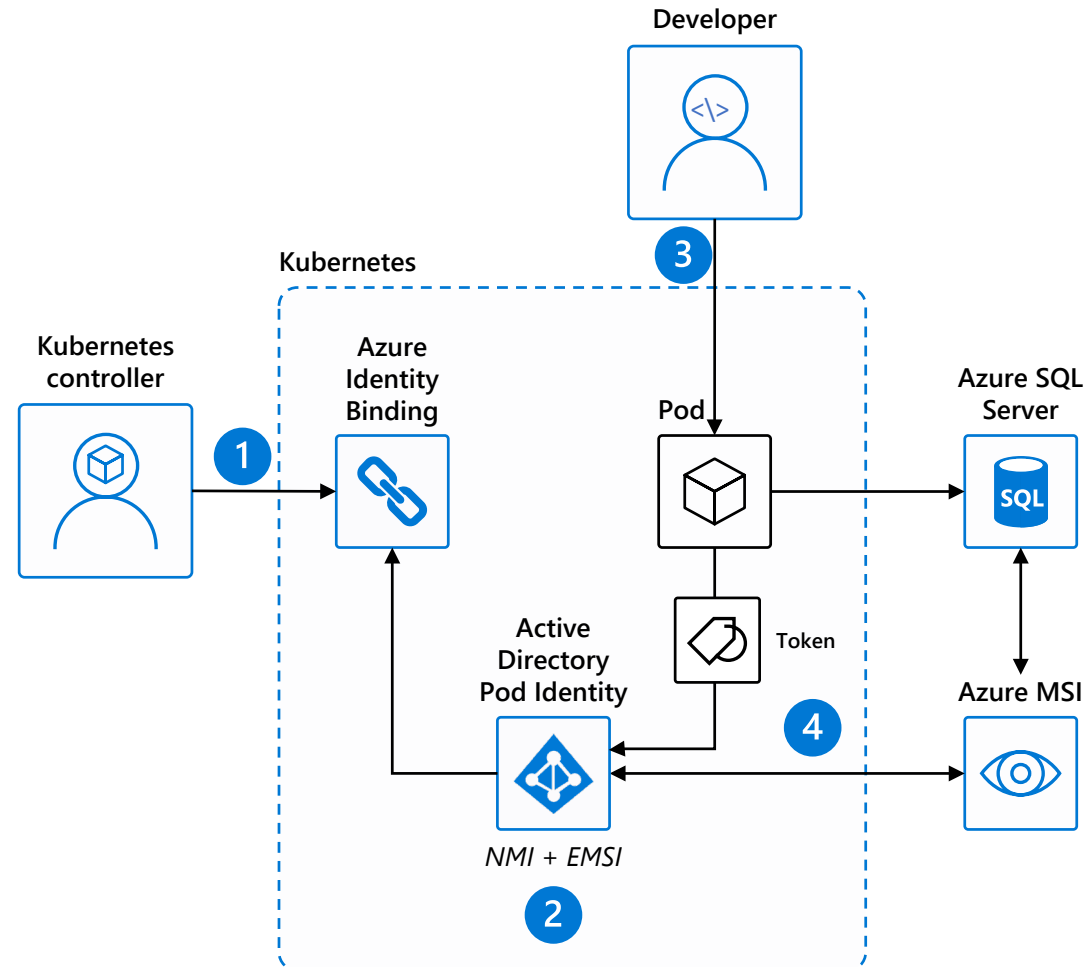 Developer
</>
3
Kubernetes
Kubernetes
controller
1
Azure
Identity
Binding
Pod
Azure SQL
Server
SQL
Token
Active
Directory
Pod Identity
4
Azure MSI
NMI + EMSI
2